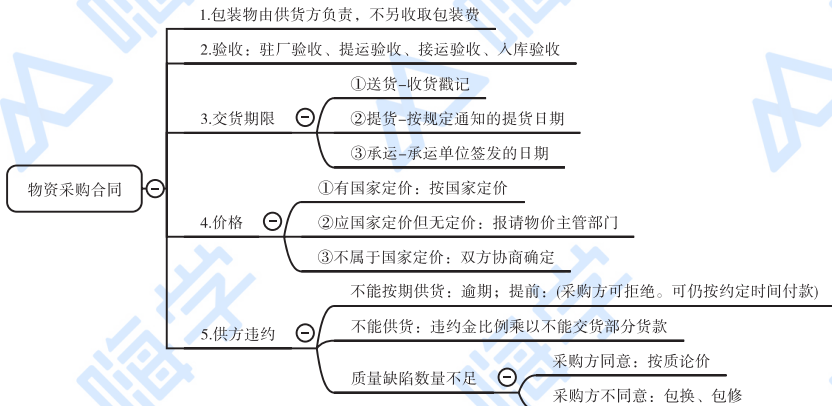 物资采购合同
1.包装物由供货方负责，不另收取包装费
2.验收：驻厂验收、提运验收、接运验收、入库验收
3.交货期限
①送货-收货戳记
②提货-按规定通知的提货日期
③承运-承运单位签发的日期
4.价格
①有国家定价：按国家定价
②应国家定价但无定价：报请物价主管部门
③不属于国家定价：双方协商确定
5.供方违约
不能按期供货：逾期；提前：(采购方可拒绝。可仍按约定时间付款)
不能供货：违约金比例乘以不能交货部分货款
质量缺陷数量不足
采购方同意：按质论价
采购方不同意：包换、包修
嗨学
嗨学